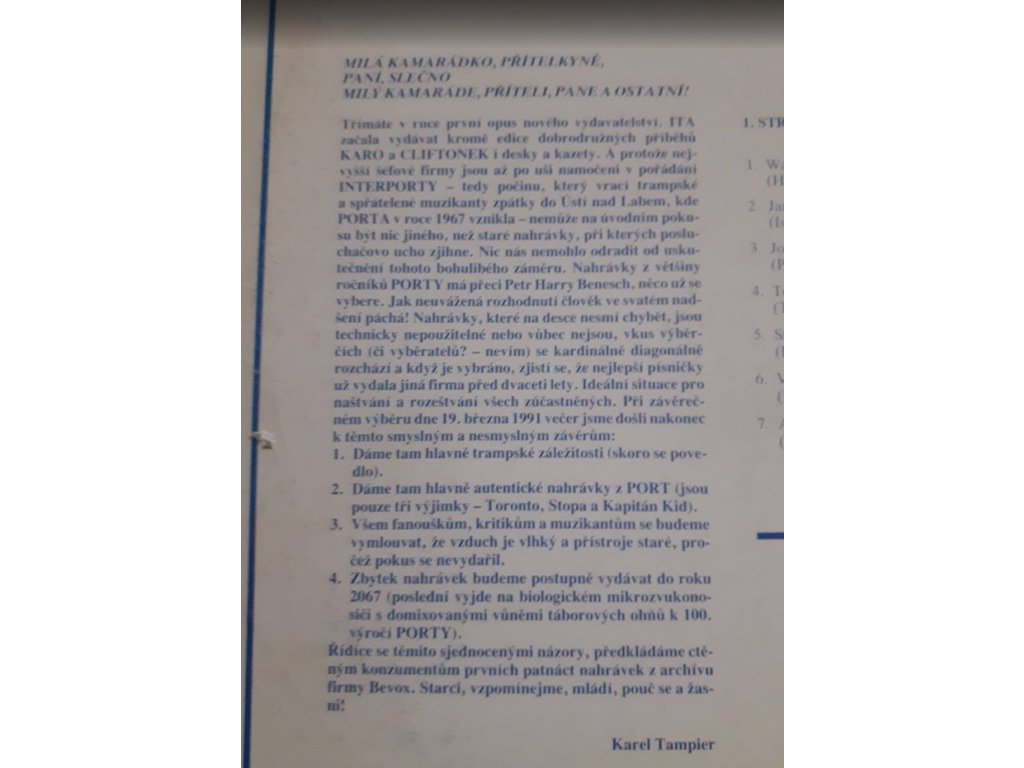 MILÁ KAMARÁDKO, PŘÍTELKYNĚ,
PANÍ, SLEČNO
MILÝ KAMARÁDE, PŘÍTELI, PANE A OSTATNÍ!
Třímáte v ruce první opus nového vydavatelství. ITA
začala vydávat kromě edice dobrodružných příběhů
KARO a CLIFTONEK i desky a kazety. A protože nej-
vyšší šéfové firmy jsou až po uši namočeni v pořádání
INTERPORTY – tedy počinu, který vrací trampské
a spřátelené muzikanty zpátky do Ústí nad Labem, kde
PORTA v roce 1967 vznikla – nemůže na úvodním poku-
su být nic jiného, než staré nahrávky, při kterých poslu-
chačovo ucho zjihne. Nic nás nemohlo odradit od usku-
tečnění tohoto bohulibého záměru. Nahrávky z většiny
ročníků PORTY má přeci Petr Harry Benesch, něco už se
vybere. Jak neuvážená rozhodnutí člověk ve svatém nad-
šení páchá! Nahrávky, které na desce nesmí chybět, jsou
technicky nepoužitelné nebo vůbec nejsou, vkus výběr-
čích (či vyběratelů? – nevím) se kardinálně diagonálně
rozchází a když je vybráno, zjistí se, že nejlepší písničky
už vydala jiná firma před dvaceti lety. Ideální situace pro
naštvání a rozeštvání všech zúčastněných. Při závěreč-
ném výběru dne 19. března 1991 večer jsme došli nakonec
k těmto smyslným a nesmyslným závěrům:
1. Dáme tam hlavně trampské záležitosti (skoro se pove-
dlo).
2. Dáme tam hlavně autentické nahrávky z PORT (jsou
pouze tři výjimky – Toronto, Stopa a Kapitán Kid).
3. Všem fanouškům, kritikům a muzikantům se budeme
vymlouvat, že vzduch je vlhký a přístroje staré, pro-
čež pokus se nevydařil.
4. Zbytek nahrávek budeme postupně vydávat do roku
2067 (poslední vyjde na biologickém mikrozvukono-
siči s domixovanými vůněmi táborových ohňů k 100.
výročí PORTY).
Řídíce se těmito sjednocenými názory, předkládáme ctě-
ným konzumentům prvních patnáct nahrávek z archívu
firmy Bevox. Starci, vzpomínejme, mládí, pouč se a žas-
ni!
Karel Tampier
1. STR
1.
2. Ja
3. Jo
4. T
5. S
6. V
7. A